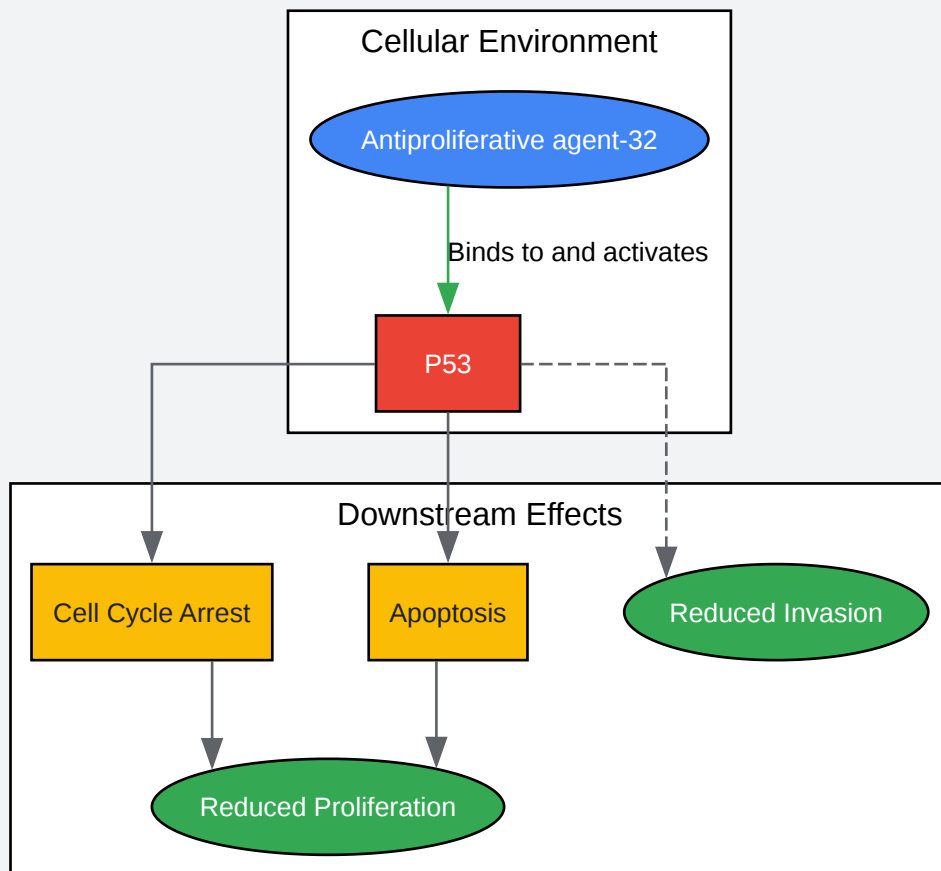 Cellular Environment
Antiproliferative agent-32
Binds to and activates
P53
Downstream Effects
Cell Cycle Arrest
Apoptosis
Reduced Invasion
Reduced Proliferation